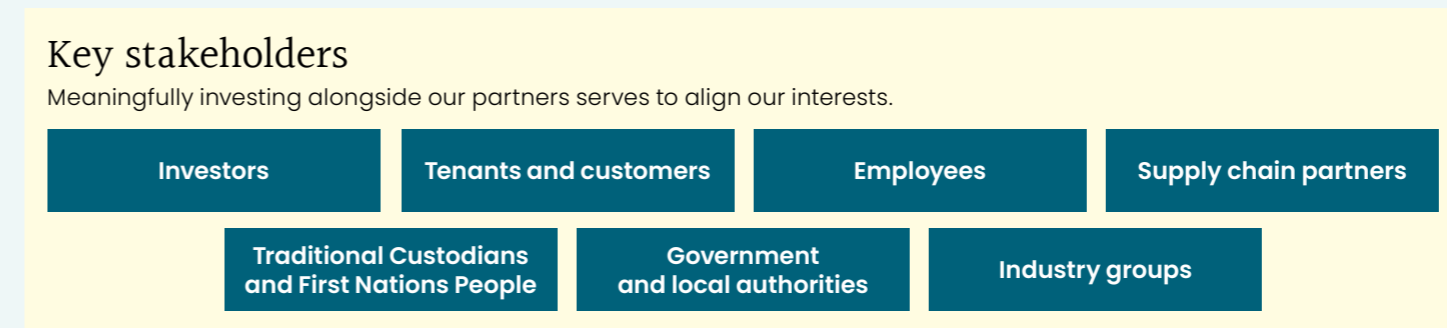 Key stakeholders
Meaningfully investing alongside our partners serves to align our interests.
Investors
Tenants and customers
Employees
Supply chain partners
Traditional Custodians
and First Nations People
Government
and local authorities
Industry groups